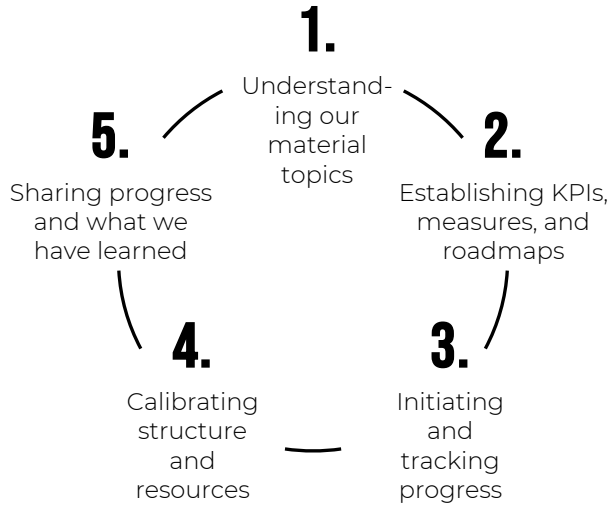 1.
Understand-
ing our
material
topics
2.
Establishing KPIs,
measures, and
roadmaps
3.
Initiating
and
tracking
progress
4.
Calibrating
structure
and
resources
5.
Sharing progress
and what we
have learned